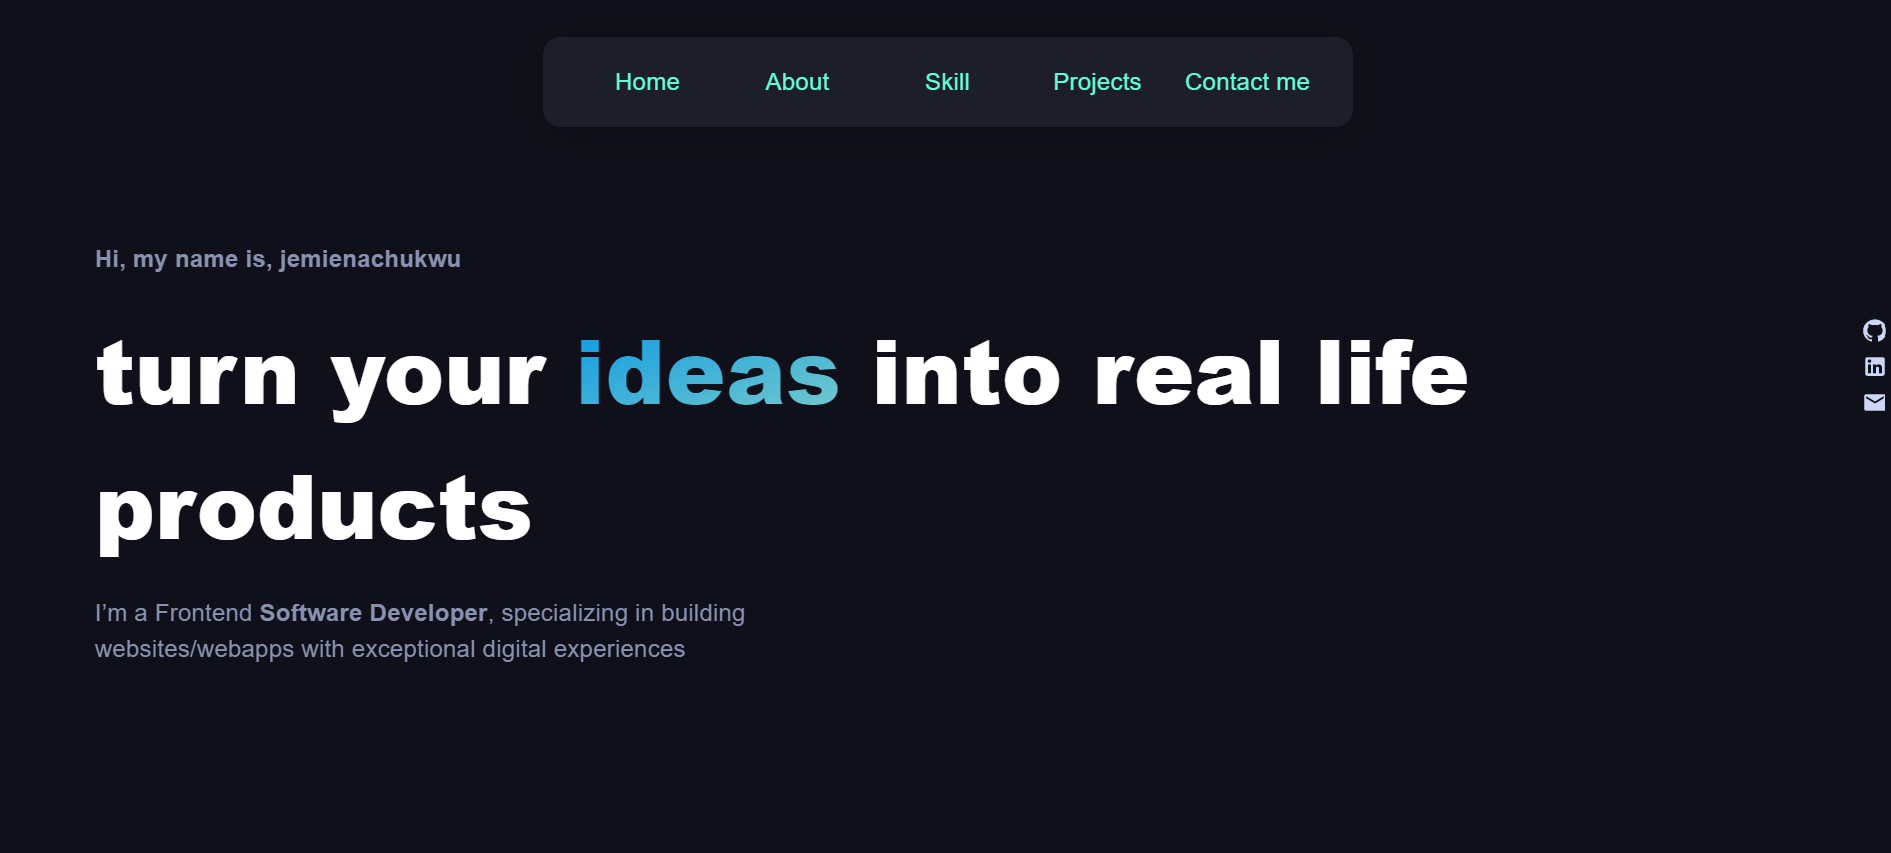 Home About Skill Projects Contact me
Hi, my name is, jemienachukwu
turn your ideas into real life
products
I’m a Frontend Software Developer, specializing in building
websites/webapps with exceptional digital experiences